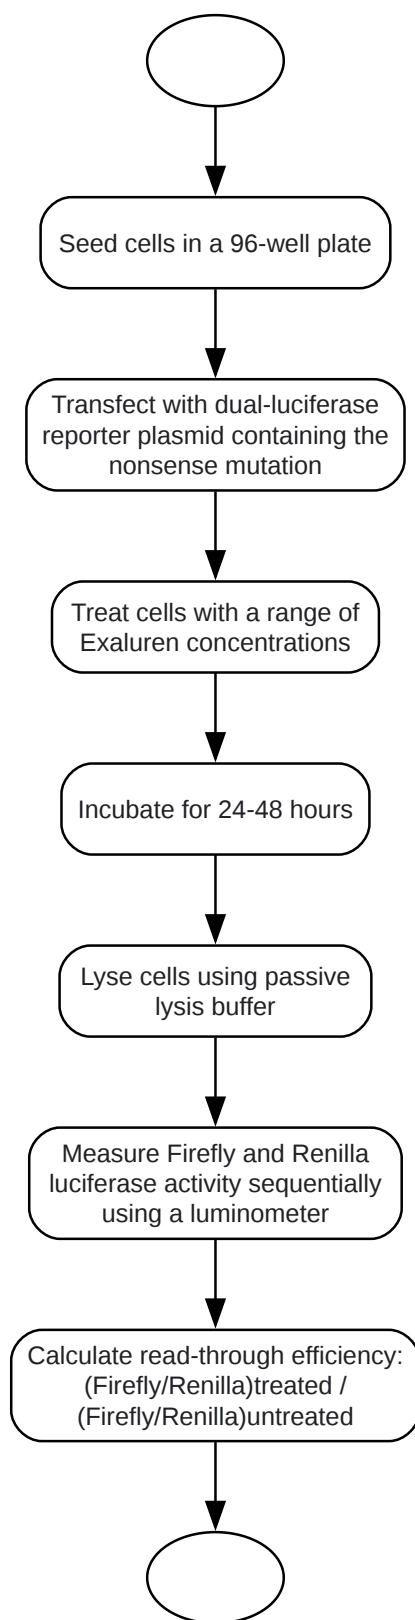 Seed cells in a 96-well plate
Transfect with dual-luciferase
reporter plasmid containing the
nonsense mutation
Treat cells with a range of
Exaluren concentrations
Incubate for 24-48 hours
Lyse cells using passive
lysis buffer
Measure Firefly and Renilla
luciferase activity sequentially
using a luminometer
Calculate read-through efficiency:
(Firefly/Renilla)treated /
(Firefly/Renilla)untreated